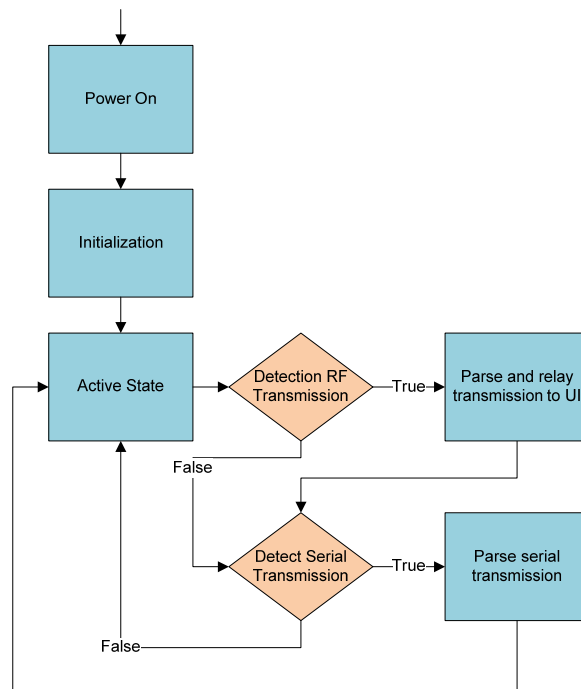 Power On
Initialization
Active State
Detection RF
Transmission
True
Parse and relay
transmission to UI
False
Detect Serial
Transmission
True
Parse serial
transmission
False